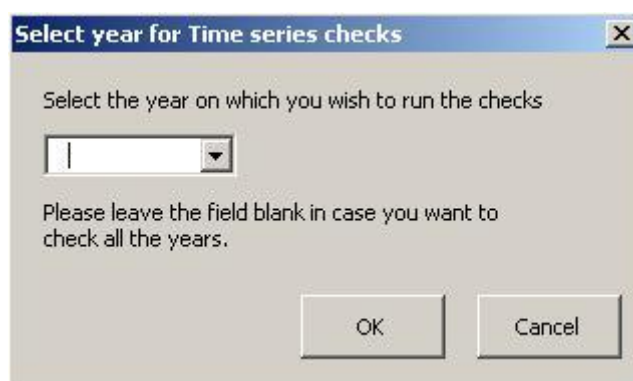 Select year for Time series checks
Select the year on which you wish to run the checks
Please leave the field blank in case you want to
check all the years.
OK
Cancel